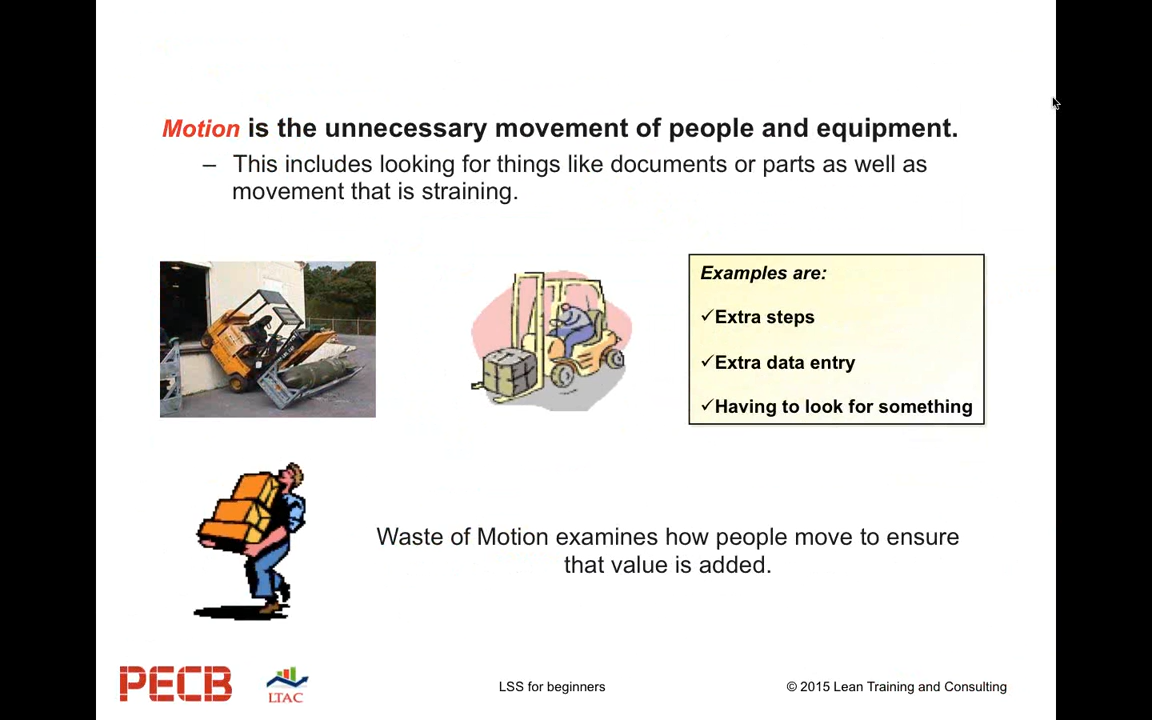 Motion is the unnecessary movement of people and equipment.
– This includes looking for things like documents or parts as well as
movement that is straining.
Examples are:
✓Extra steps
✓Extra data entry
✓Having to look for something
Waste of Motion examines how people move to ensure
that value is added.
PECB
LTAC
LSS for beginners
© 2015 Lean Training and Consulting